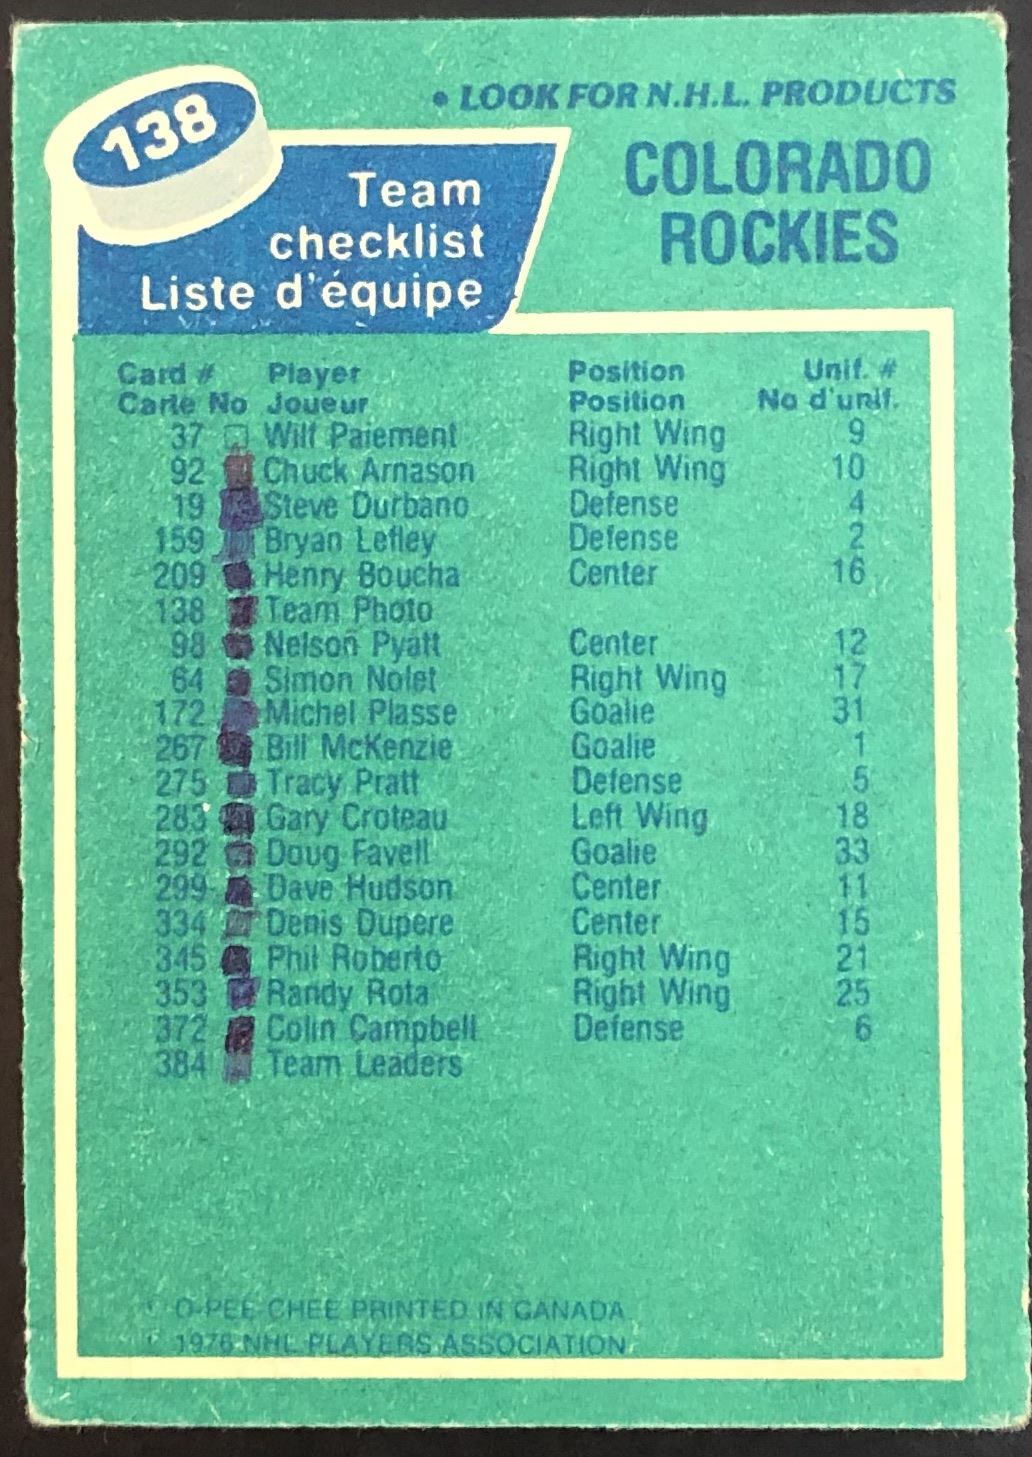 138
• LOOK FOR N.H.L. PRODUCTS
COLORADO
ROCKIES
Team
checklist
Liste d'équipe
Card # Player Position Unif. #
Carte No Joueur Position No d'unif.
37 Wilf Paiement Right Wing 9
92 Chuck Arnason Right Wing 10
19 Steve Durbano Defense 4
159 Bryan Lefley Defense 2
209 Henry Boucha Center 16
138 Team Photo
98 Nelson Pyatt Center 12
64 Simon Nolet Right Wing 17
172 Michel Plasse Goalie 31
267 Bill McKenzie Goalie 1
275 Tracy Pratt Defense 5
283 Gary Croteau Left Wing 18
292 Doug Favell Goalie 33
299 Dave Hudson Center 11
334 Denis Dupere Center 15
345 Phil Roberto Right Wing 21
353 Randy Rota Right Wing 25
372 Colin Campbell Defense 6
384 Team Leaders
O-PEE-CHEE PRINTED IN CANADA
1976 NHL PLAYERS ASSOCIATION